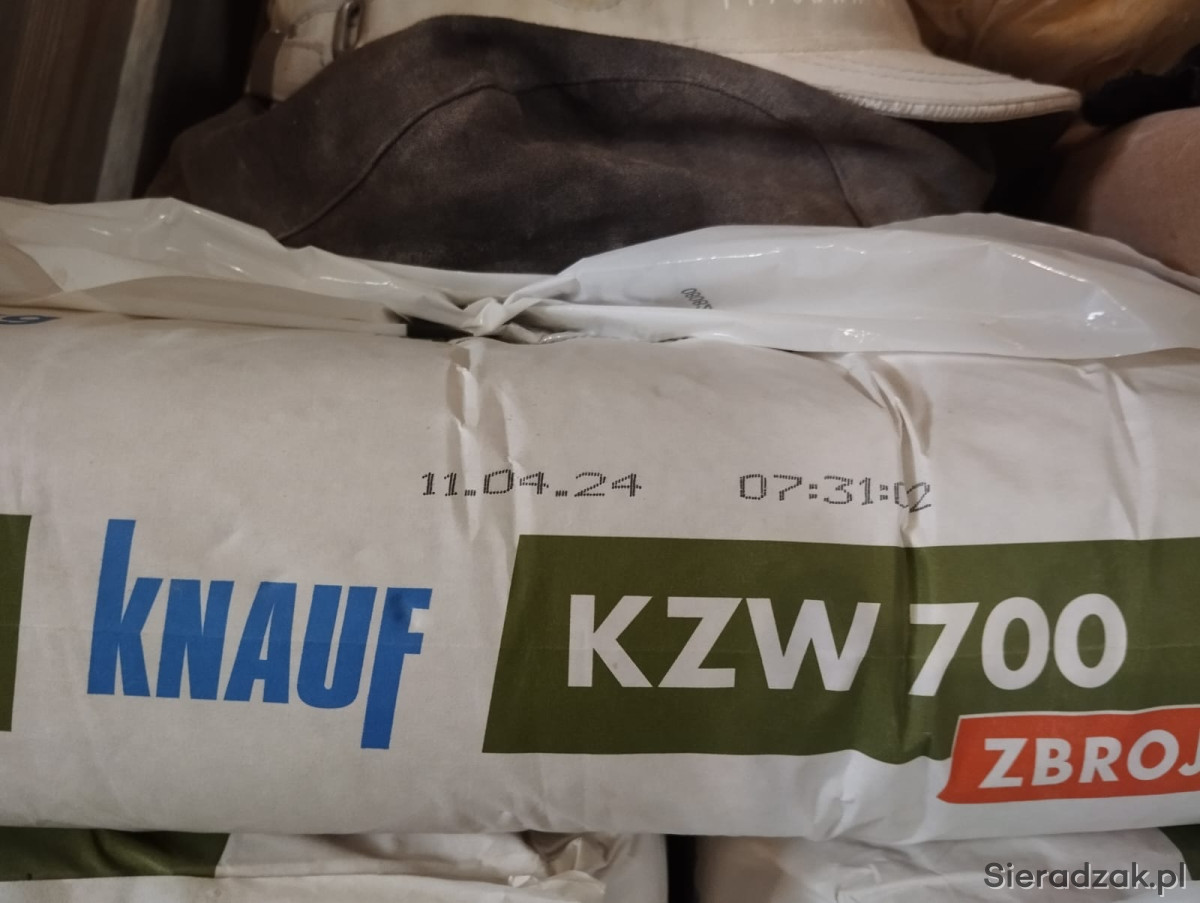 11.04.24 07:31:02
KNAUF
KZW 700
ZBROJ
Sieradzak.pl